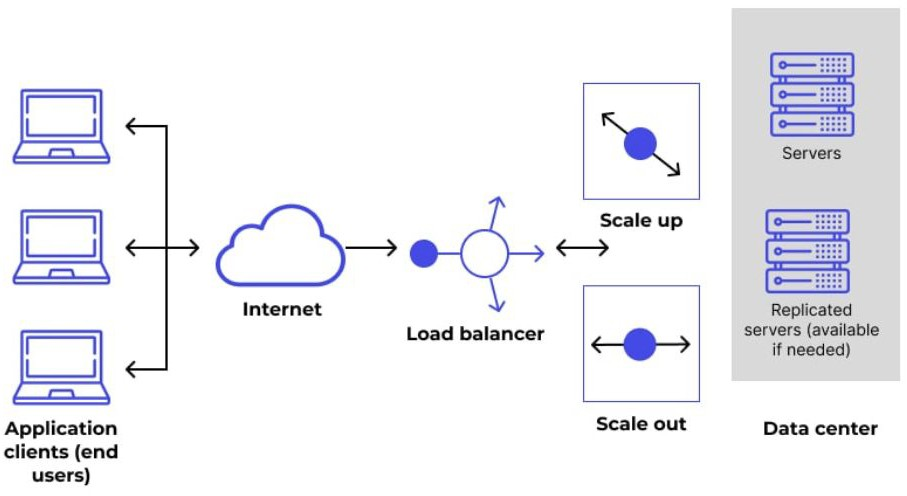 Servers
Scale up
Internet
Load balancer
Replicated
servers (available
if needed)
Scale out
Application
clients (end
users)
Data center